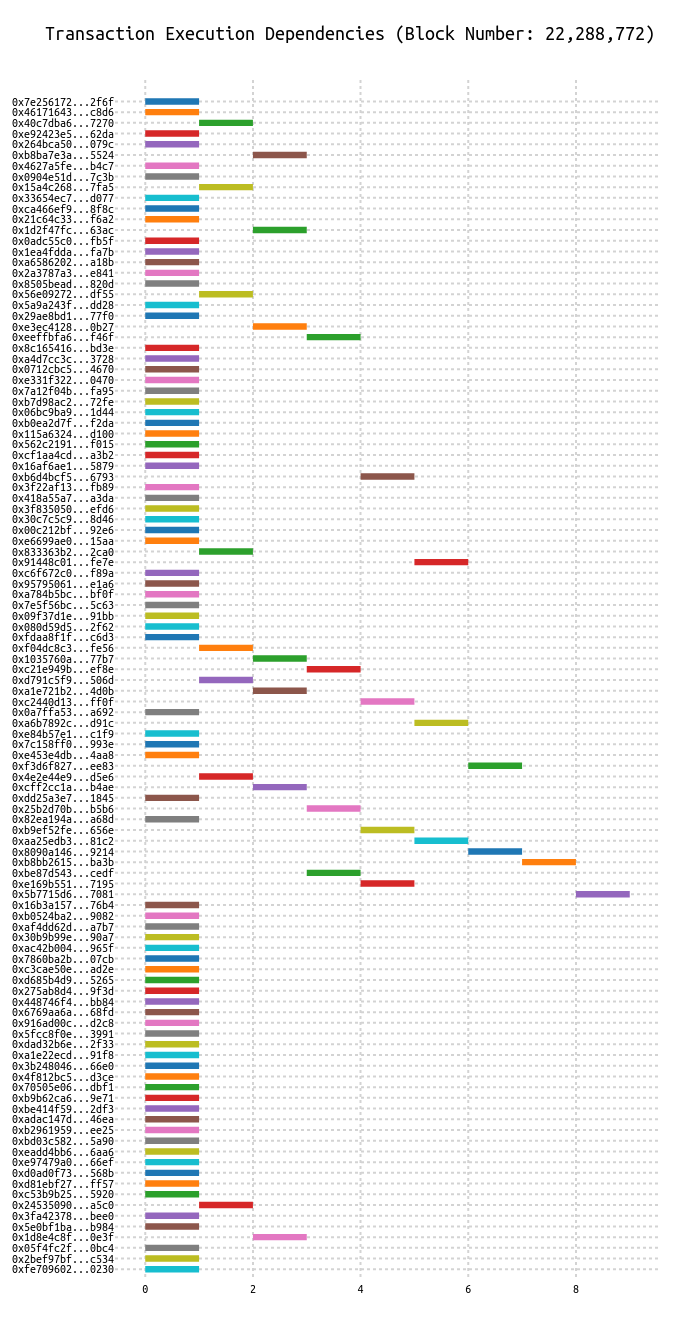 Transaction Execution Dependencies (Block Number: 22,288,772)
0x7e256172...2f6f
0x46171643...c8d6
0x40c7dba6...7270
0xe92423e5...62da
0x264bca50...079c
0xb8ba7e3a...5524
0x4627a5fe...b4c7
0x0904e51d...7c3b
0x15a4c268...7fa5
0x33654ec7...d077
0xca466ef9...8f8c
0x21c64c33...f6a2
0x1d2f47fc...63ac
0x0adc55c0...fb5f
0x1ea4fdda...fa7b
0xa6586202...a18b
0x2a3787a3...e841
0x8505bead...820d
0x56e09272...df55
0x5a9a243f...dd28
0x29ae8bd1...77f0
0xe3ec4128...0b27
0xeeffbfa6...f46f
0x8c165416...bd3e
0xa4d7cc3c...3728
0x0712cbc5...4670
0xe331f322...0470
0x7a12f04b...fa95
0xb7d98ac2...72fe
0x06bc9ba9...1d44
0xb0ea2d7f...f2da
0x115a6324...d100
0x562c2191...f015
0xcf1aa4cd...a3b2
0x16af6ae1...5879
0xb6d4bcf5...6793
0x3f22af13...fb89
0x418a55a7...a3da
0x3f835050...efd6
0x30c7c5c9...8d46
0x00c212bf...92e6
0xe6699ae0...15aa
0x833363b2...2ca0
0x91448c01...fe7e
0xc6f672c0...f89a
0x95795061...e1a6
0xa784b5bc...bf0f
0x7e5f56bc...5c63
0x09f37d1e...91bb
0x080d59d5...2f62
0xfdaa8f1f...c6d3
0xf04dc8c3...fe56
0x1035760a...77b7
0xc21e949b...ef8e
0xd791c5f9...506d
0xa1e721b2...4d0b
0xc2440d13...ff0f
0x0a7ffa53...a692
0xa6b7892c...d91c
0xe84b57e1...c1f9
0x7c158ff0...993e
0xe453e4db...4aa8
0xf3d6f827...ee83
0x4e2e44e9...d5e6
0xcff2cc1a...b4ae
0xdd25a3e7...1845
0x25b2d70b...b5b6
0x82ea194a...a68d
0xb9ef52fe...656e
0xaa25edb3...81c2
0x8090a146...9214
0xb8bb2615...ba3b
0xbe87d543...cedf
0xe169b551...7195
0x5b7715d6...7081
0x16b3a157...76b4
0xb0524ba2...9082
0xaf4dd62d...a7b7
0x30b9b99e...90a7
0xac42b004...965f
0x7860ba2b...07cb
0xc3cae50e...ad2e
0xd685b4d9...5265
0x275ab8d4...9f3d
0x448746f4...bb84
0x6769aa6a...68fd
0x916ad00c...d2c8
0x5fcc8f0e...3991
0xdad32b6e...2f33
0xa1e22ecd...91f8
0x3b248046...66e0
0x4f812bc5...d3ce
0x70505e06...dbf1
0xb9b62ca6...9e71
0xbe414f59...2df3
0xadac147d...46ea
0xb2961959...ee25
0xbd03c582...5a90
0xeadd4bb6...6aa6
0xe97479a0...66ef
0xd0ad0f73...568b
0xd81ebf27...ff57
0xc53b9b25...5920
0x24535090...a5c0
0x3fa42378...bee0
0x5e0bf1ba...b984
0x1d8e4c8f...0e3f
0x05f4fc2f...0bc4
0x2bef97bf...c534
0xfe709602...0230
0 2 4 6 8